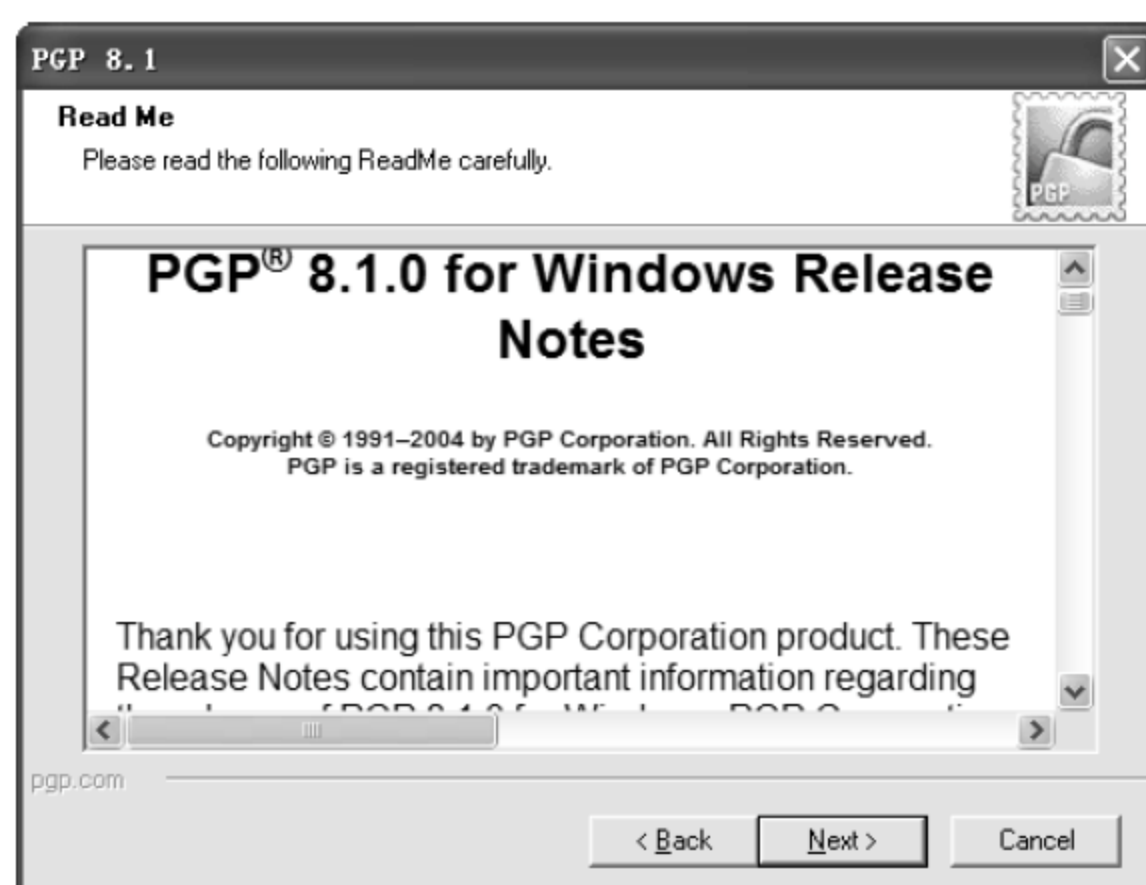 PGP 8.1
Read Me
Please read the following ReadMe carefully.
PGP
PGP® 8.1.0 for Windows Release
Notes
Copyright © 1991–2004 by PGP Corporation. All Rights Reserved.
PGP is a registered trademark of PGP Corporation.
Thank you for using this PGP Corporation product. These
Release Notes contain important information regarding
pgp.com
< Back
Next >
Cancel